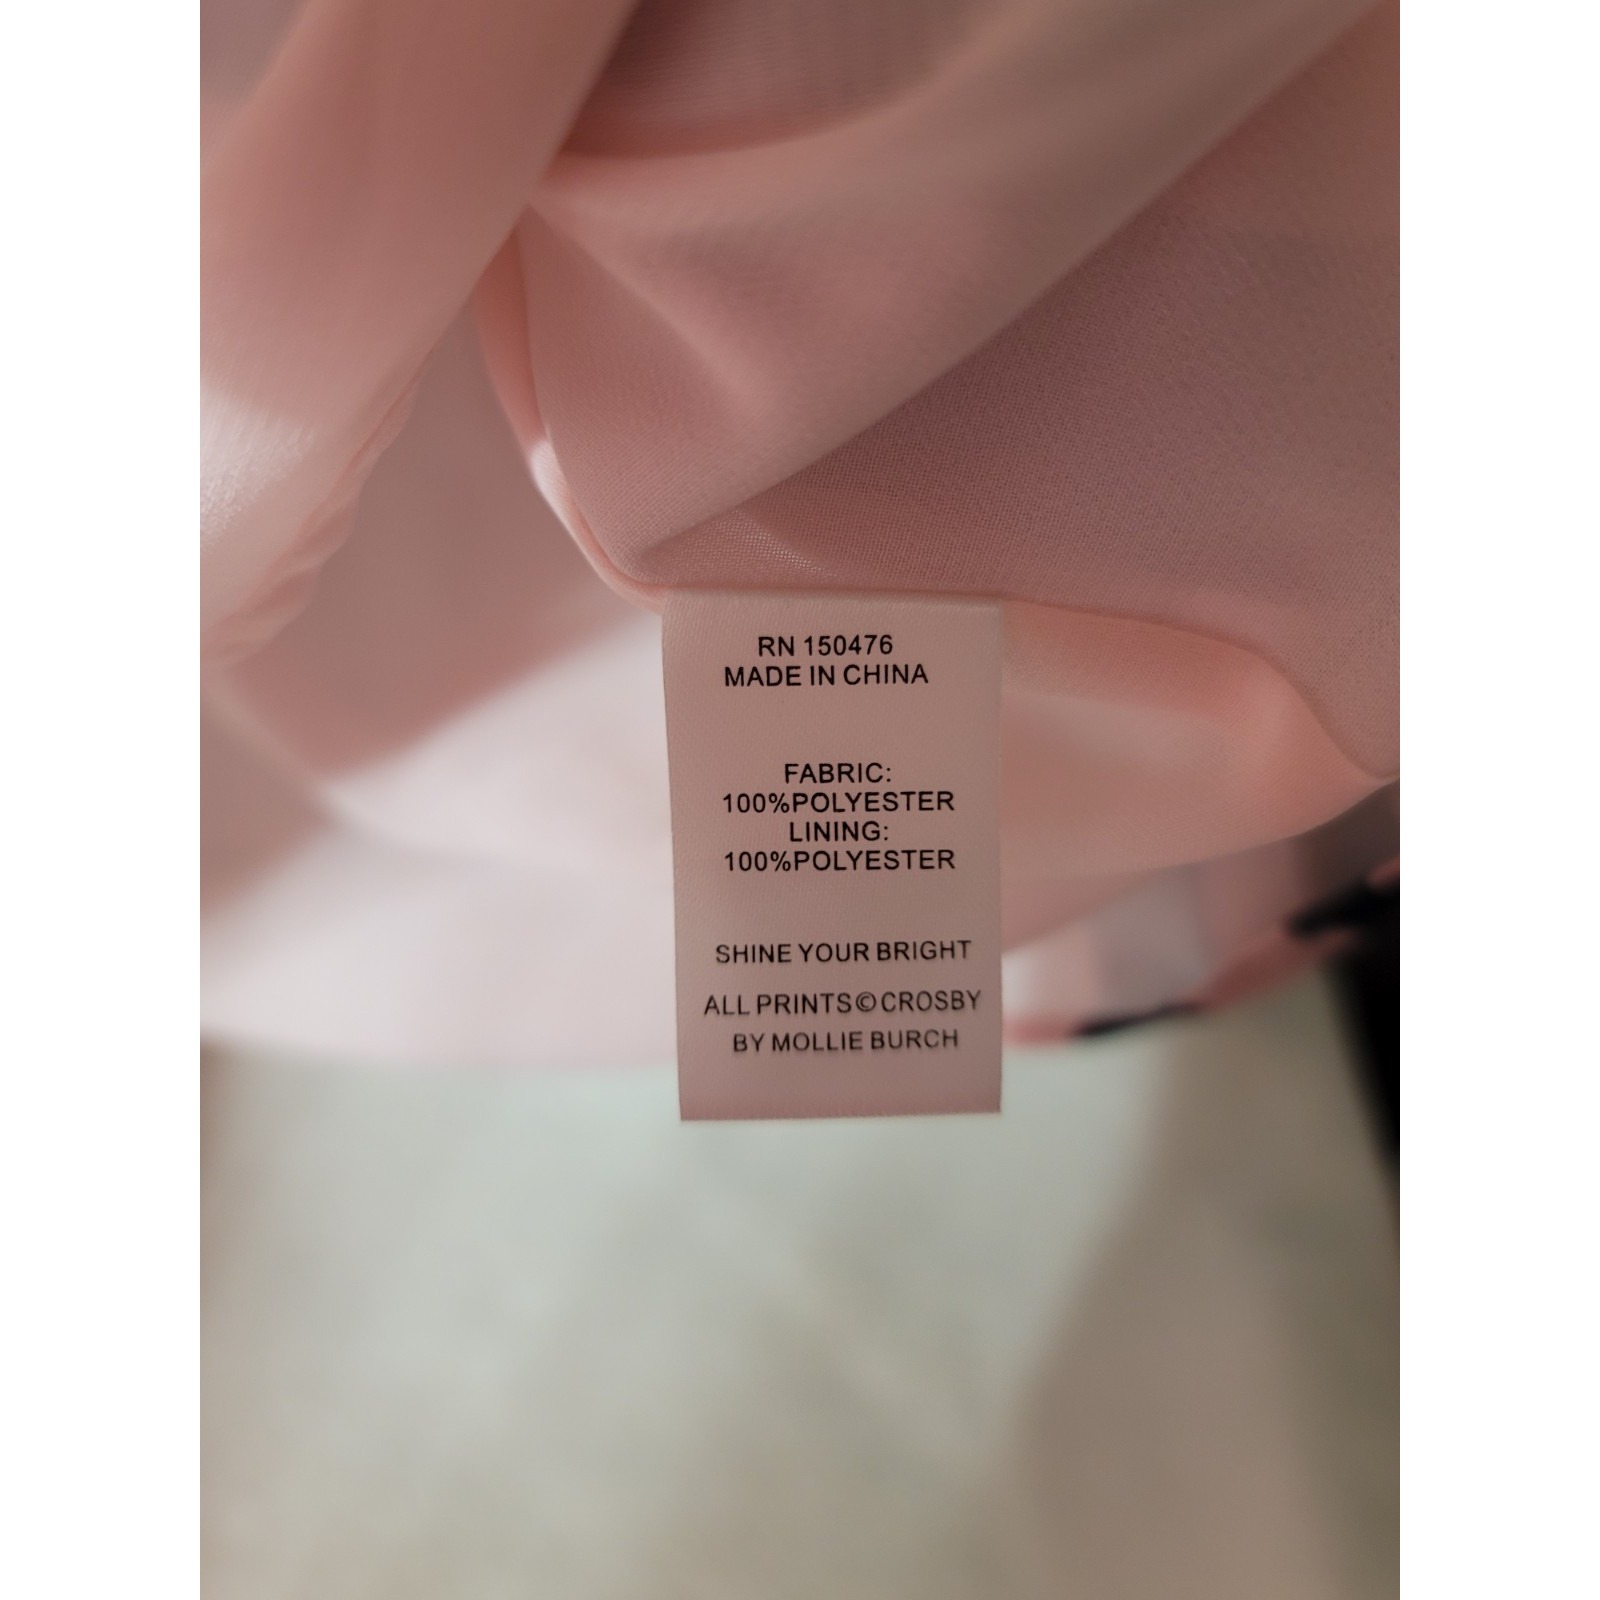 RN 150476
MADE IN CHINA
FABRIC:
100%POLYESTER
LINING:
100%POLYESTER
SHINE YOUR BRIGHT
ALL PRINTS©CROSBY
BY MOLLIE BURCH